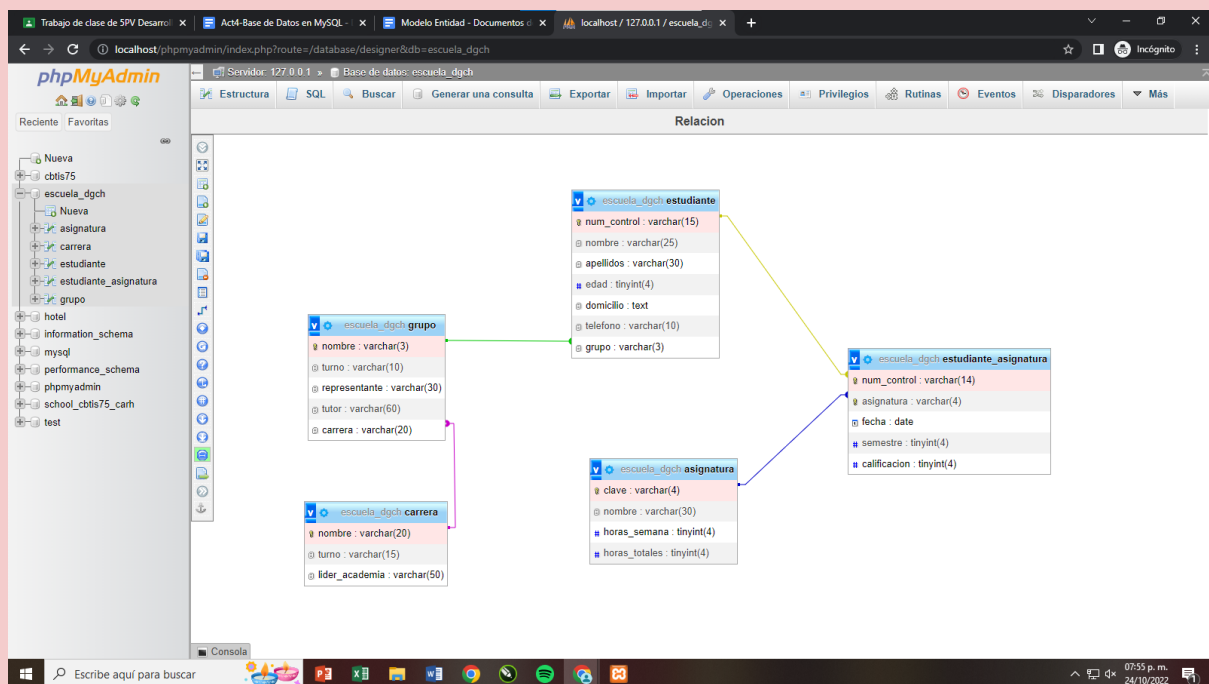 Trabajo de clase de 5PV Desarrol
Act4-Base de Datos en MySQL -
Modelo Entidad - Documentos d
localhost / 127.0.0.1 / escuela_dg
localhost/phpmyadmin/index.php?route=/database/designer&db=escuela_dgch
Incógnito
phpMyAdmin
Reciente Favoritas
Nueva
cbtis75
escuela_dgch
Nueva
asignatura
carrera
estudiante
estudiante_asignatura
grupo
hotel
information_schema
mysql
performance_schema
phpmyadmin
school_cbtis75_carh
test
Servidor: 127.0.0.1 » Base de datos: escuela_dgch
Estructura SQL Buscar Generar una consulta Exportar Importar Operaciones Privilegios Rutinas Eventos Disparadores Más
Relacion
escuela_dgch estudiante
num_control : varchar(15)
nombre : varchar(25)
apellidos : varchar(30)
# edad : tinyint(4)
domicilio : text
telefono : varchar(10)
grupo : varchar(3)
escuela_dgch grupo
nombre : varchar(3)
turno : varchar(10)
representante : varchar(30)
tutor : varchar(60)
carrera : varchar(20)
escuela_dgch estudiante_asignatura
num_control : varchar(14)
asignatura : varchar(4)
fecha : date
# semestre : tinyint(4)
# calificacion : tinyint(4)
escuela_dgch asignatura
clave : varchar(4)
nombre : varchar(30)
# horas_semana : tinyint(4)
# horas_totales : tinyint(4)
escuela_dgch carrera
nombre : varchar(20)
turno : varchar(15)
lider_academia : varchar(50)
Consola
Escribe aquí para buscar
07:55 p. m.
24/10/2022